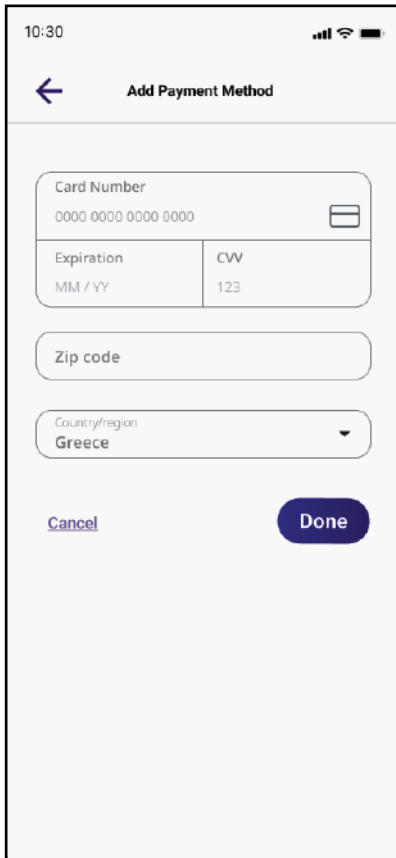 10:30
Add Payment Method
Card Number
0000 0000 0000 0000
Expiration CVV
MM / YY 123
Zip code
Country/region
Greece
Cancel Done